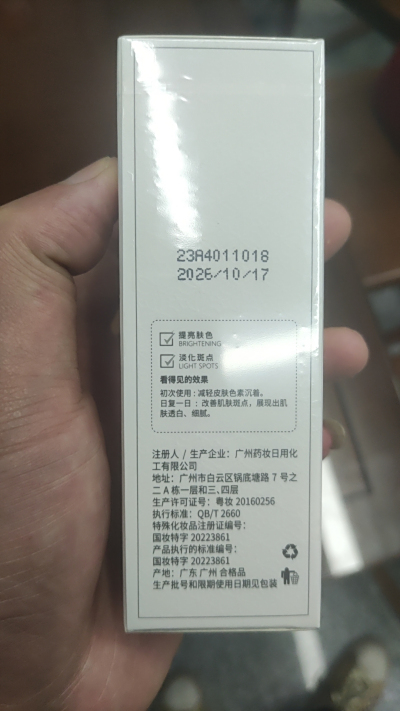 23A4011018
2026/10/17
提亮肤色
BRIGHTENING
淡化斑点
LIGHT SPOTS
看得见的效果
初次使用：减轻皮肤色素沉着。
日复一日：改善肌肤斑点，展现出肌
肤透白、细腻。
注册人 / 生产企业：广州药妆日用化
工有限公司
地址：广州市白云区锅底塘路 7 号之
二 A 栋一层和三、四层
生产许可证号：粤妆 20160256
执行标准：QB/T 2660
特殊化妆品注册证编号：
国妆特字 20223861
产品执行的标准编号：
国妆特字 20223861
产地：广东 广州 合格品
生产批号和限期使用日期见包装